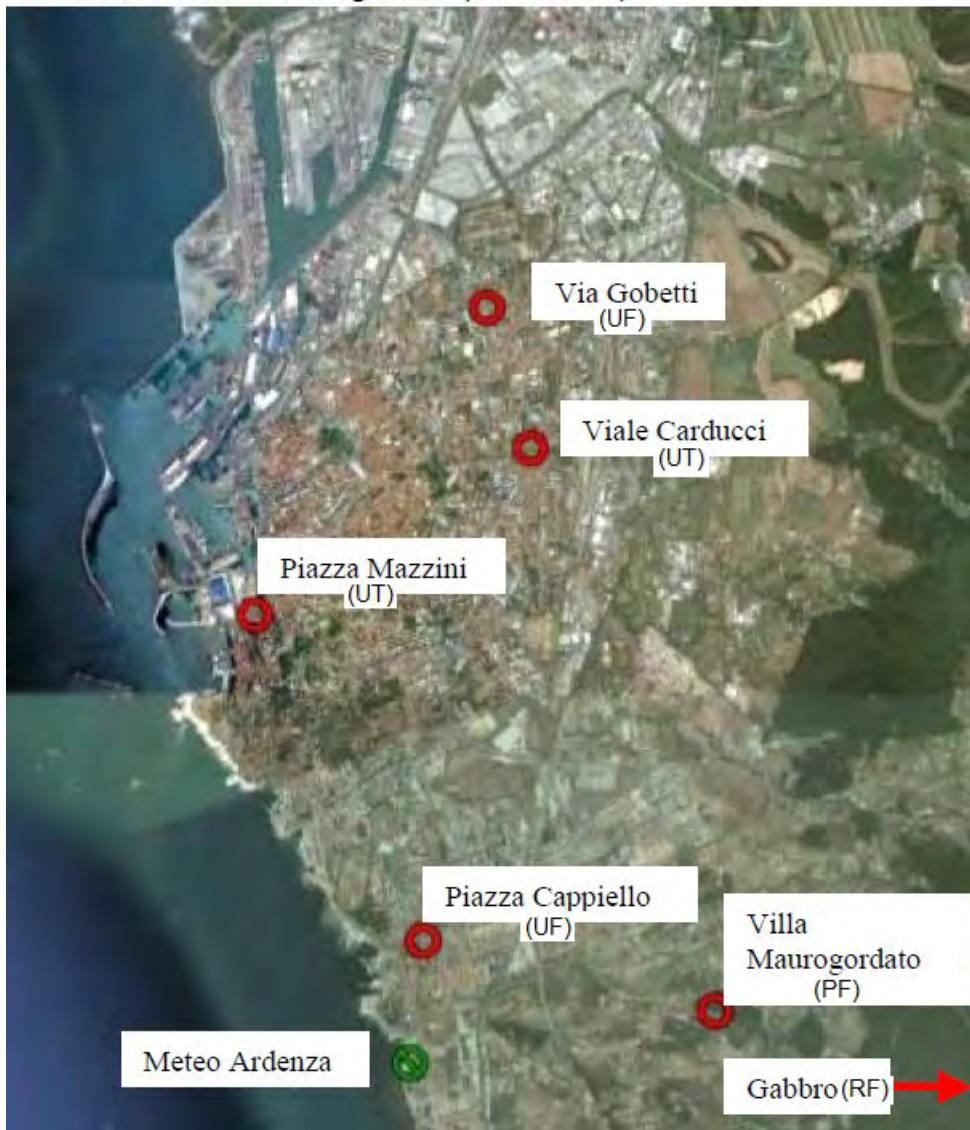 Via Gobetti
(UF)
Viale Carducci
(UT)
Piazza Mazzini
(UT)
Piazza Cappiello
(UF)
Villa
Maurogordato
(PF)
Meteo Ardenza
Gabbro (RF)